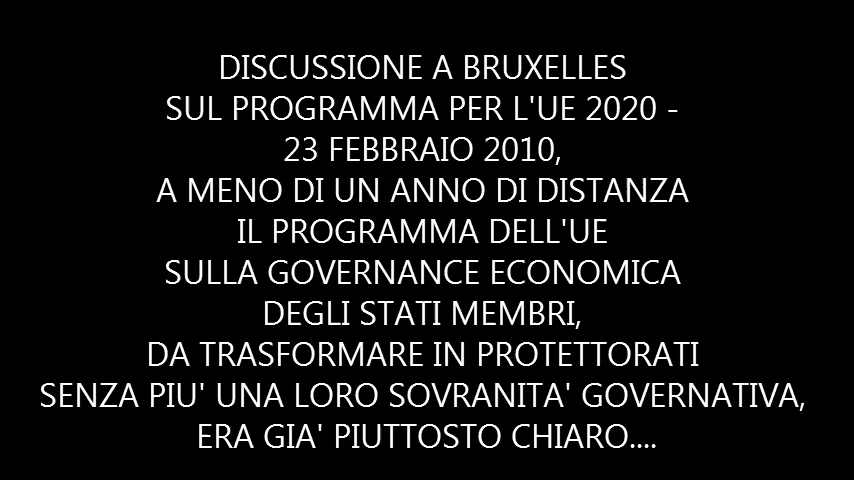 DISCUSSIONE A BRUXELLES
SUL PROGRAMMA PER L'UE 2020 -
23 FEBBRAIO 2010,
A MENO DI UN ANNO DI DISTANZA
IL PROGRAMMA DELL'UE
SULLA GOVERNANCE ECONOMICA
DEGLI STATI MEMBRI,
DA TRASFORMARE IN PROTETTORATI
SENZA PIU' UNA LORO SOVRANITA' GOVERNATIVA,
ERA GIA' PIUTTOSTO CHIARO....